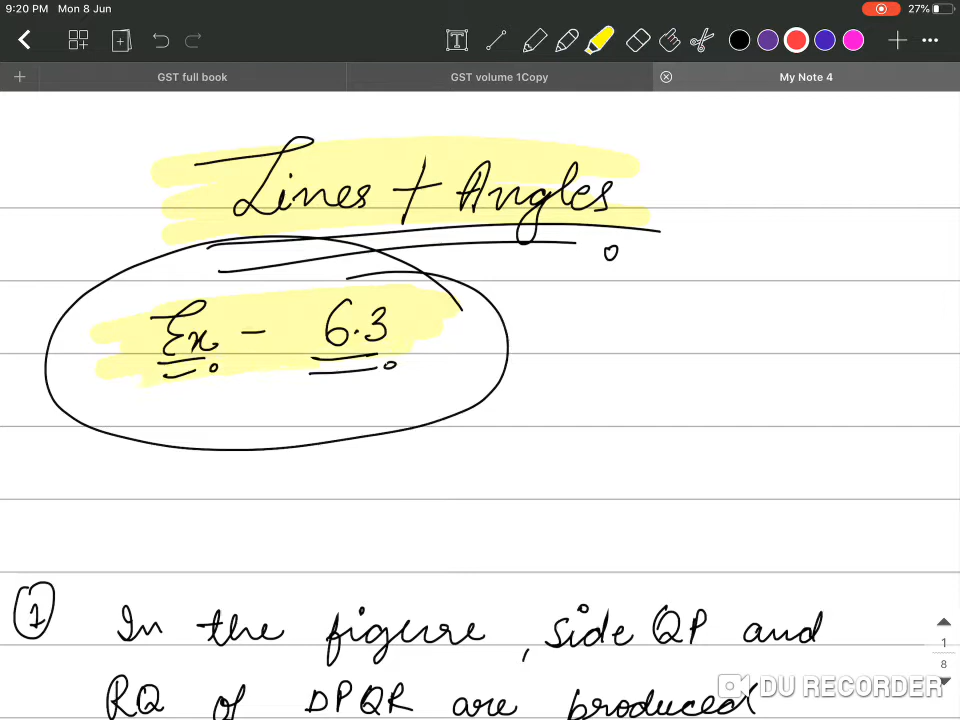 9:20 PM Mon 8 Jun
27%
GST full book
GST volume 1Copy
My Note 4
Lines + Angles
Ex - 6.3
1 In the figure, side QP and
RQ of DPQR are produced
1
8
DU RECORDER